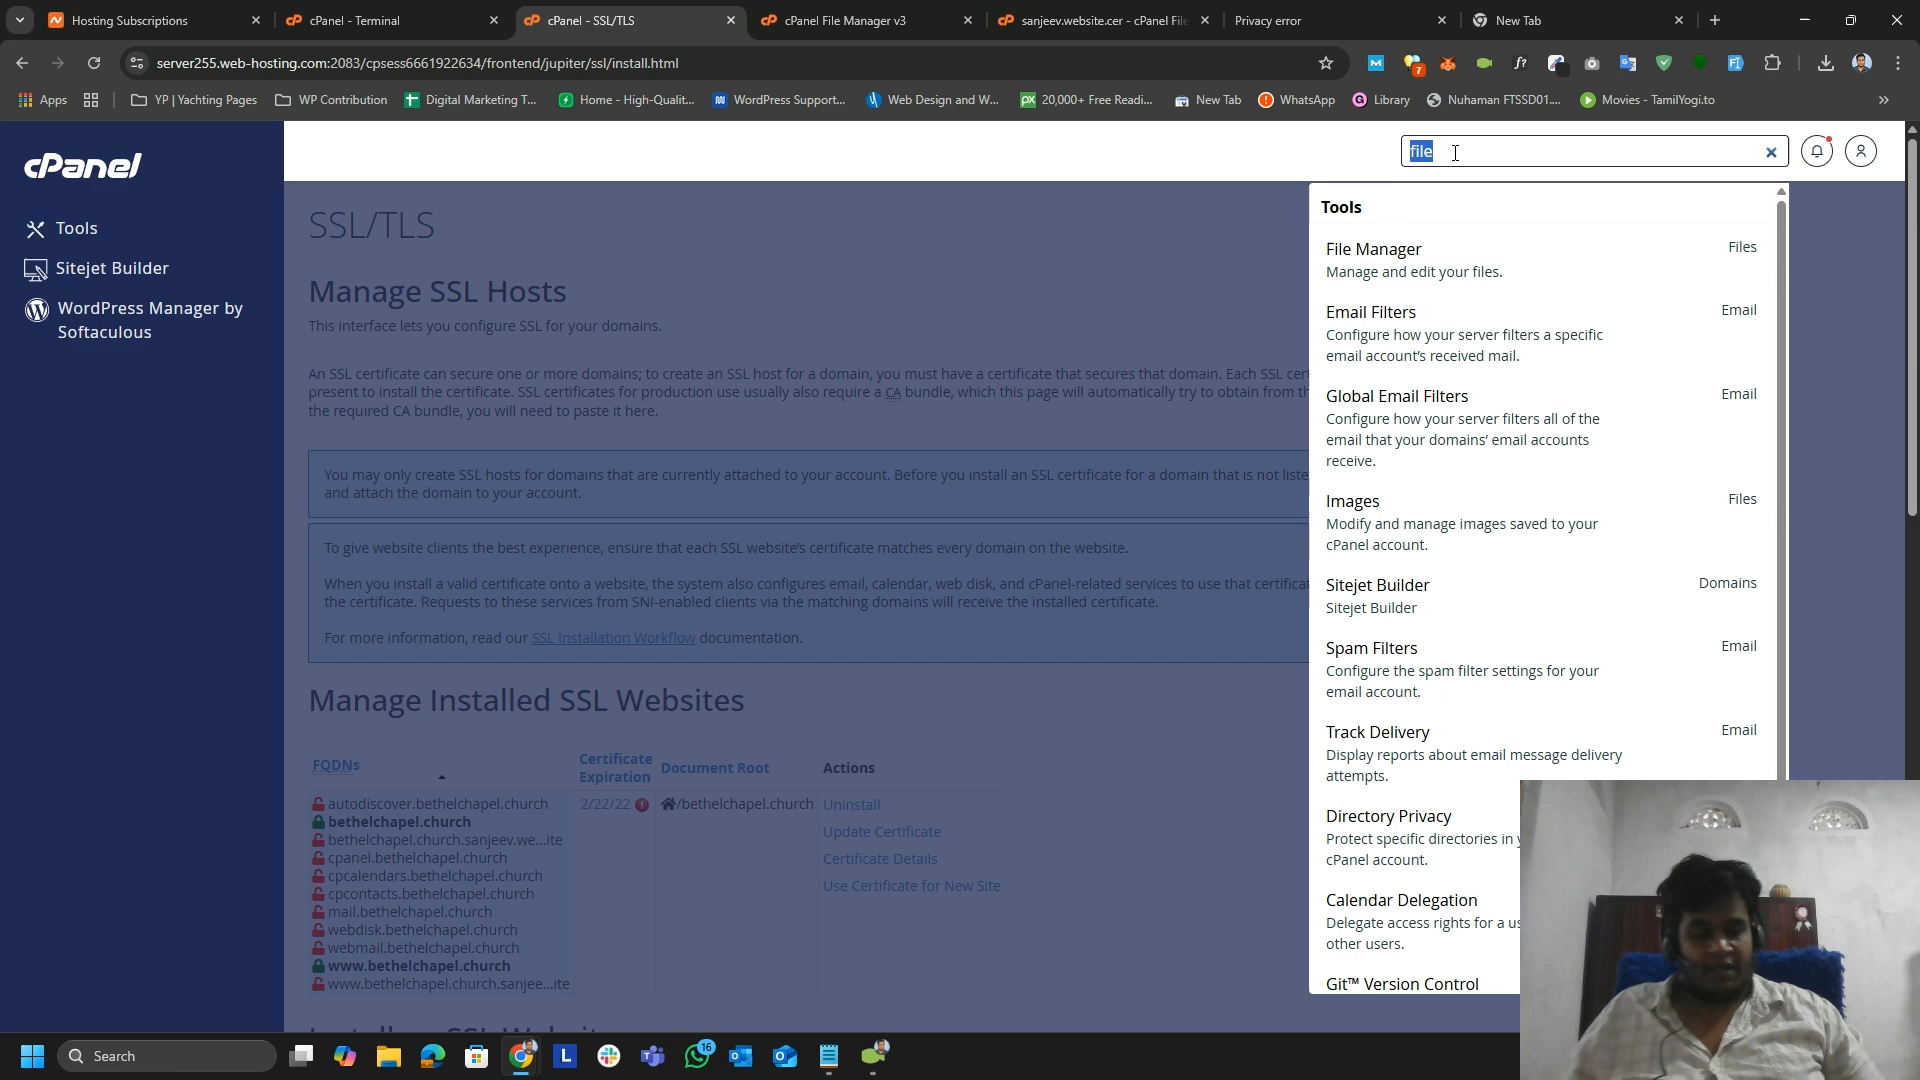 Hosting Subscriptions
cPanel - Terminal
cPanel - SSL/TLS
cPanel File Manager v3
sanjeev.website.cer - cPanel File
Privacy error
New Tab
server255.web-hosting.com:2083/cpsess6661922634/frontend/jupiter/ssl/install.html
7
Apps
YP | Yachting Pages
WP Contribution
Digital Marketing T...
Home - High-Qualit...
WordPress Support...
Web Design and W...
20,000+ Free Readi...
New Tab
WhatsApp
Library
Nuhaman FTSSD01....
Movies - TamilYogi.to
cPanel
Tools
Sitejet Builder
WordPress Manager by
Softaculous
file
SSL/TLS
Manage SSL Hosts
This interface lets you configure SSL for your domains.
An SSL certificate can secure one or more domains; to create an SSL host for a domain, you must have a certificate that secures that domain. Each SSL cer
present to install the certificate. SSL certificates for production use usually also require a CA bundle, which this page will automatically try to obtain from th
the required CA bundle, you will need to paste it here.
You may only create SSL hosts for domains that are currently attached to your account. Before you install an SSL certificate for a domain that is not liste
and attach the domain to your account.
To give website clients the best experience, ensure that each SSL website's certificate matches every domain on the website.
When you install a valid certificate onto a website, the system also configures email, calendar, web disk, and cPanel-related services to use that certificat
the certificate. Requests to these services from SNI-enabled clients via the matching domains will receive the installed certificate.
For more information, read our SSL Installation Workflow documentation.
Manage Installed SSL Websites
FQDNs
Certificate
Expiration
Document Root
Actions
autodiscover.bethelchapel.church
bethelchapel.church
bethelchapel.church.sanjeev.we...ite
cpanel.bethelchapel.church
cpcalendars.bethelchapel.church
cpcontacts.bethelchapel.church
mail.bethelchapel.church
webdisk.bethelchapel.church
webmail.bethelchapel.church
www.bethelchapel.church
www.bethelchapel.church.sanjee...ite
2/22/22
/bethelchapel.church
Uninstall
Update Certificate
Certificate Details
Use Certificate for New Site
Tools
File Manager
Files
Manage and edit your files.
Email Filters
Email
Configure how your server filters a specific
email account's received mail.
Global Email Filters
Email
Configure how your server filters all of the
email that your domains' email accounts
receive.
Images
Files
Modify and manage images saved to your
cPanel account.
Sitejet Builder
Domains
Sitejet Builder
Spam Filters
Email
Configure the spam filter settings for your
email account.
Track Delivery
Email
Display reports about email message delivery
attempts.
Directory Privacy
Protect specific directories in y
cPanel account.
Calendar Delegation
Delegate access rights for a us
other users.
Git™ Version Control
Search
16